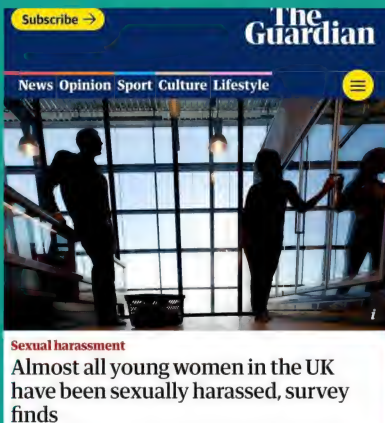 Subscribe →
The
Guardian
News Opinion Sport Culture Lifestyle
i
Sexual harassment
Almost all young women in the UK
have been sexually harassed, survey
finds